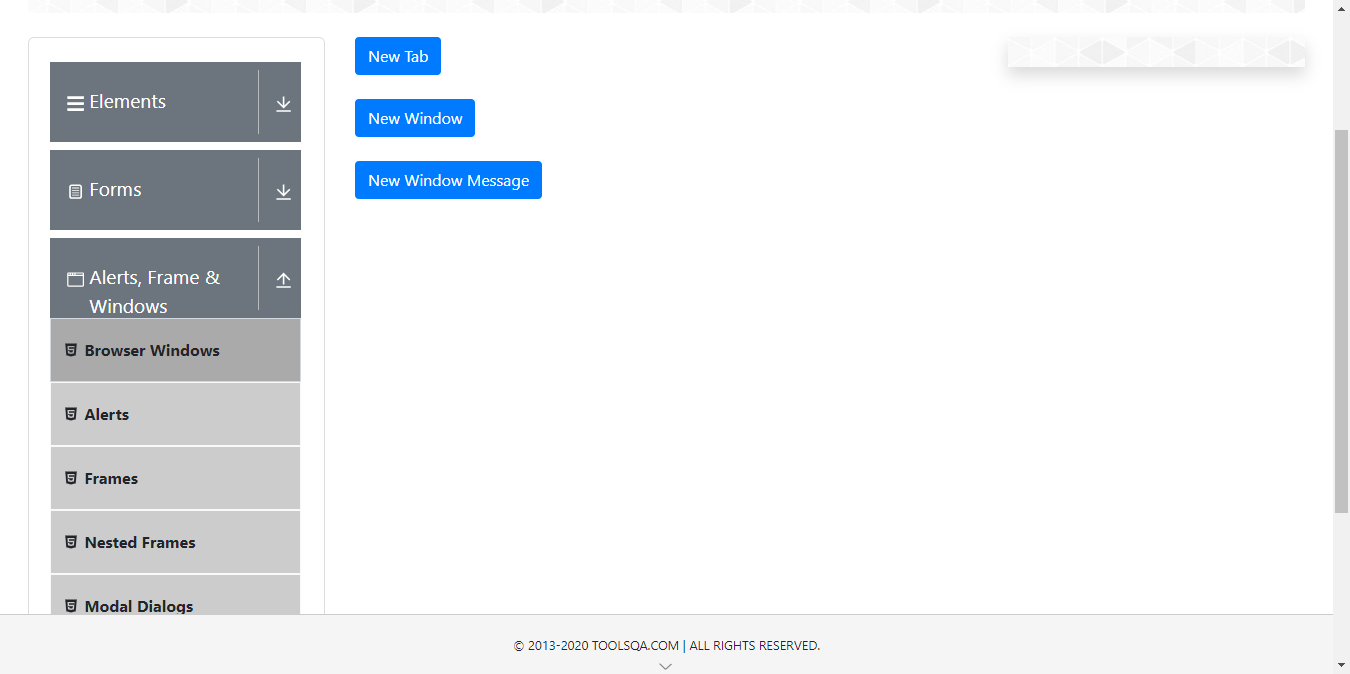 Elements
Forms
Alerts, Frame &
Windows
Browser Windows
Alerts
Frames
Nested Frames
Modal Dialogs
New Tab
New Window
New Window Message
© 2013-2020 TOOLSQA.COM | ALL RIGHTS RESERVED.